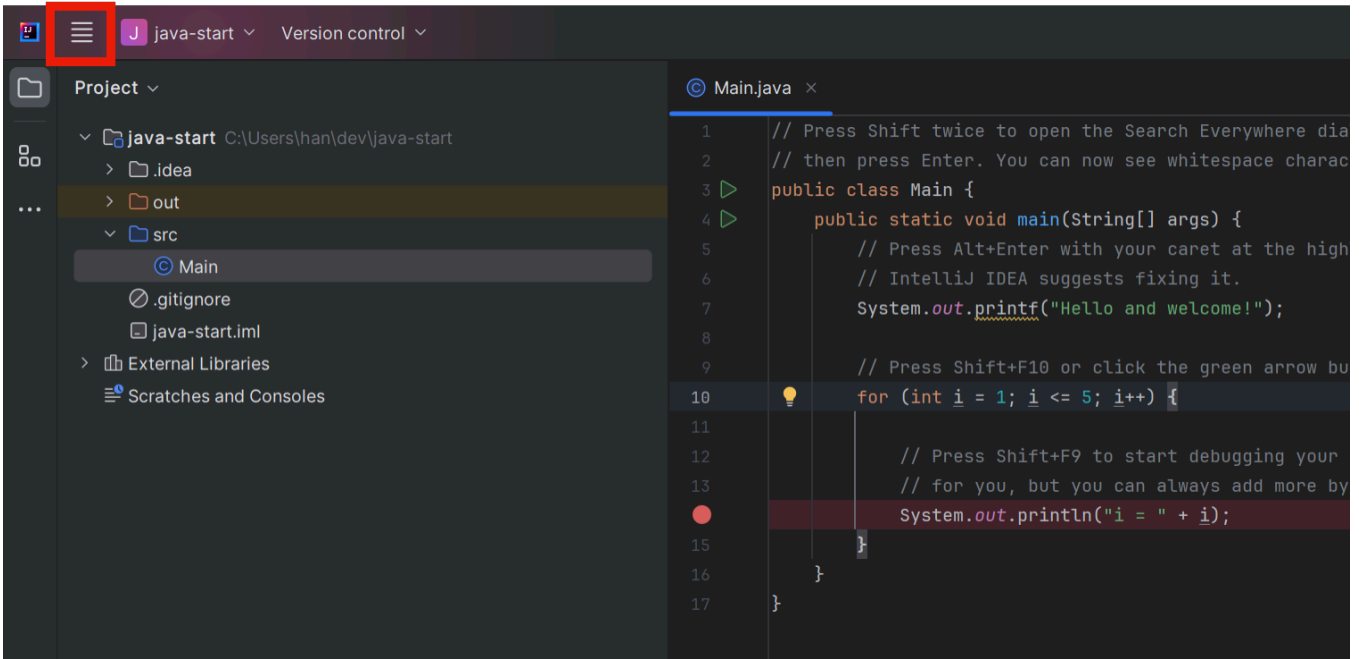 IJ
J java-start Version control
Project
java-start C:\Users\han\dev\java-start
.idea
out
src
Main
.gitignore
java-start.iml
External Libraries
Scratches and Consoles
Main.java
1 // Press Shift twice to open the Search Everywhere dia
2 // then press Enter. You can now see whitespace charac
3 public class Main {
4 public static void main(String[] args) {
5 // Press Alt+Enter with your caret at the high
6 // IntelliJ IDEA suggests fixing it.
7 System.out.printf("Hello and welcome!");
8
9 // Press Shift+F10 or click the green arrow bu
10 for (int i = 1; i <= 5; i++) {
11
12 // Press Shift+F9 to start debugging your
13 // for you, but you can always add more by
System.out.println("i = " + i);
15 }
16 }
17 }